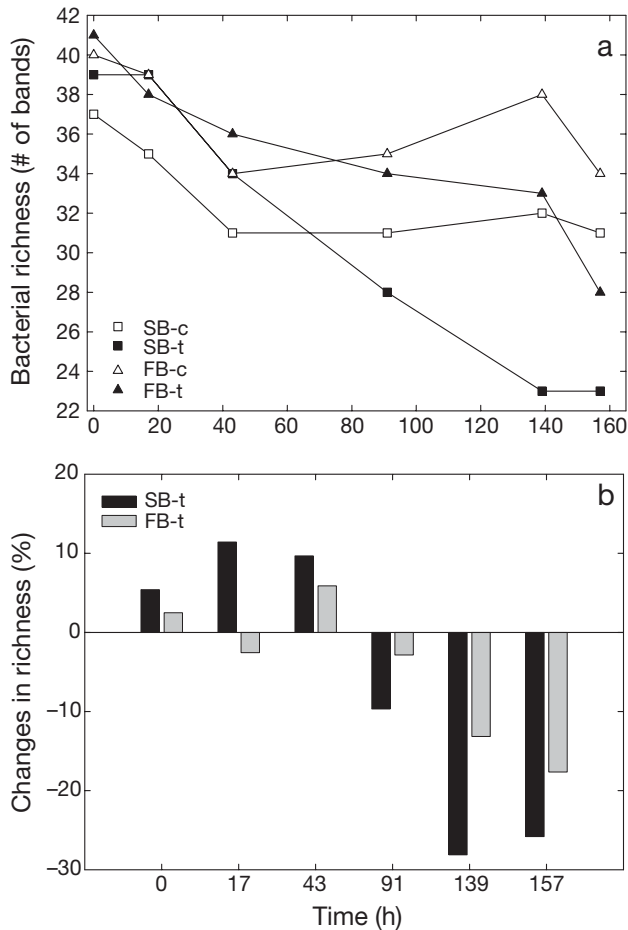 42
40
38
36
34
32
30
28
26
24
22
Bacterial richness (# of bands)
a
SB-c
SB-t
FB-c
FB-t
0 20 40 60 80 100 120 140 160
20
10
0
–10
–20
–30
Changes in richness (%)
b
SB-t
FB-t
0 17 43 91 139 157
Time (h)